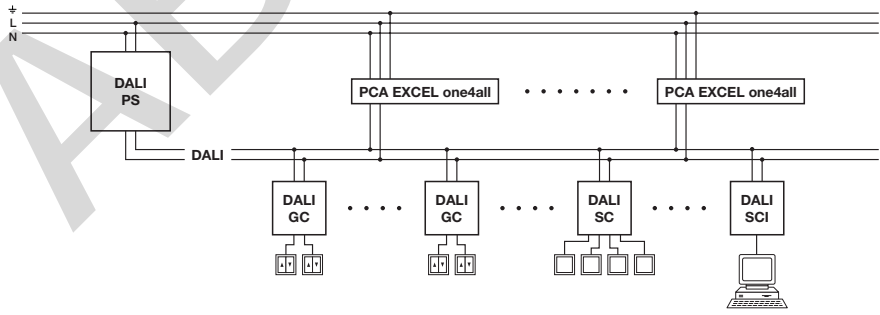 L
N
DALI
PS
PCA EXCEL one4all
PCA EXCEL one4all
DALI
DALI
GC
DALI
GC
DALI
SC
DALI
SCI